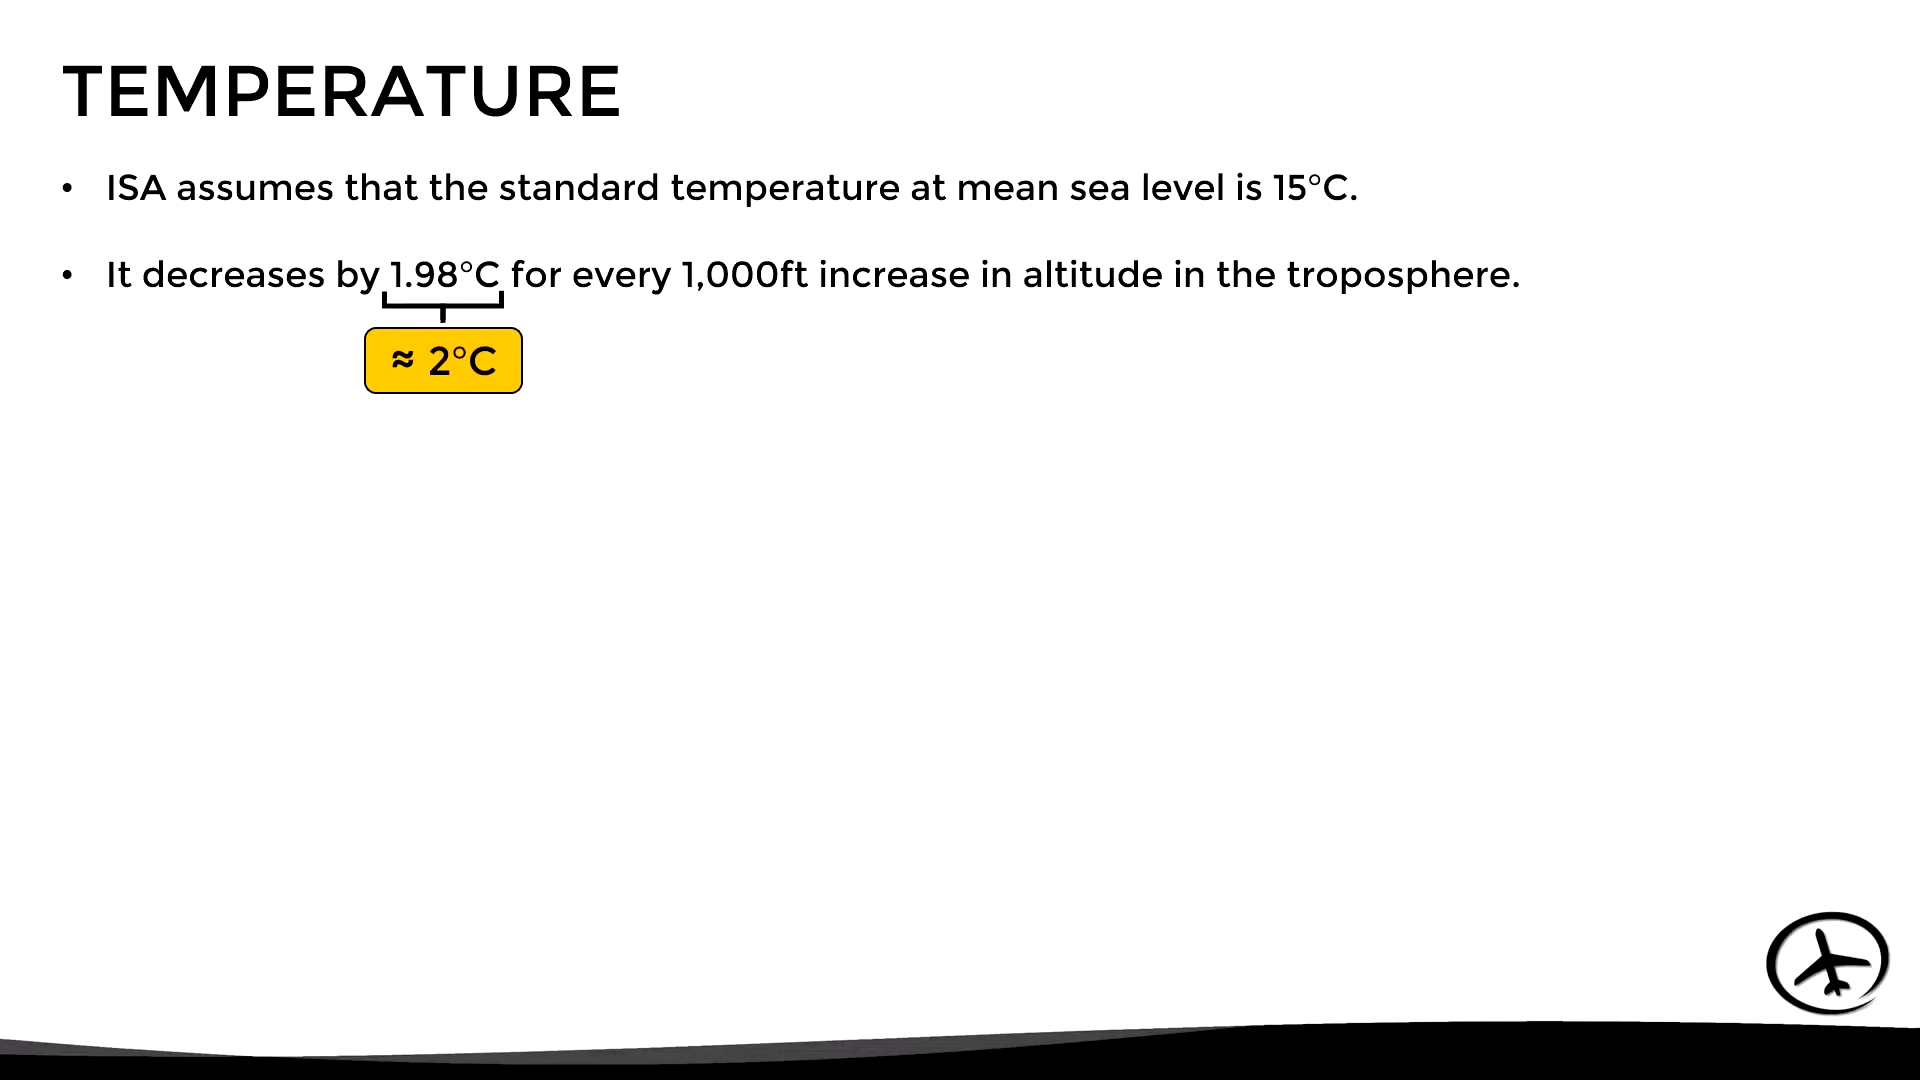 TEMPERATURE
• ISA assumes that the standard temperature at mean sea level is 15°C.
• It decreases by 1.98°C for every 1,000ft increase in altitude in the troposphere.
≈ 2°C